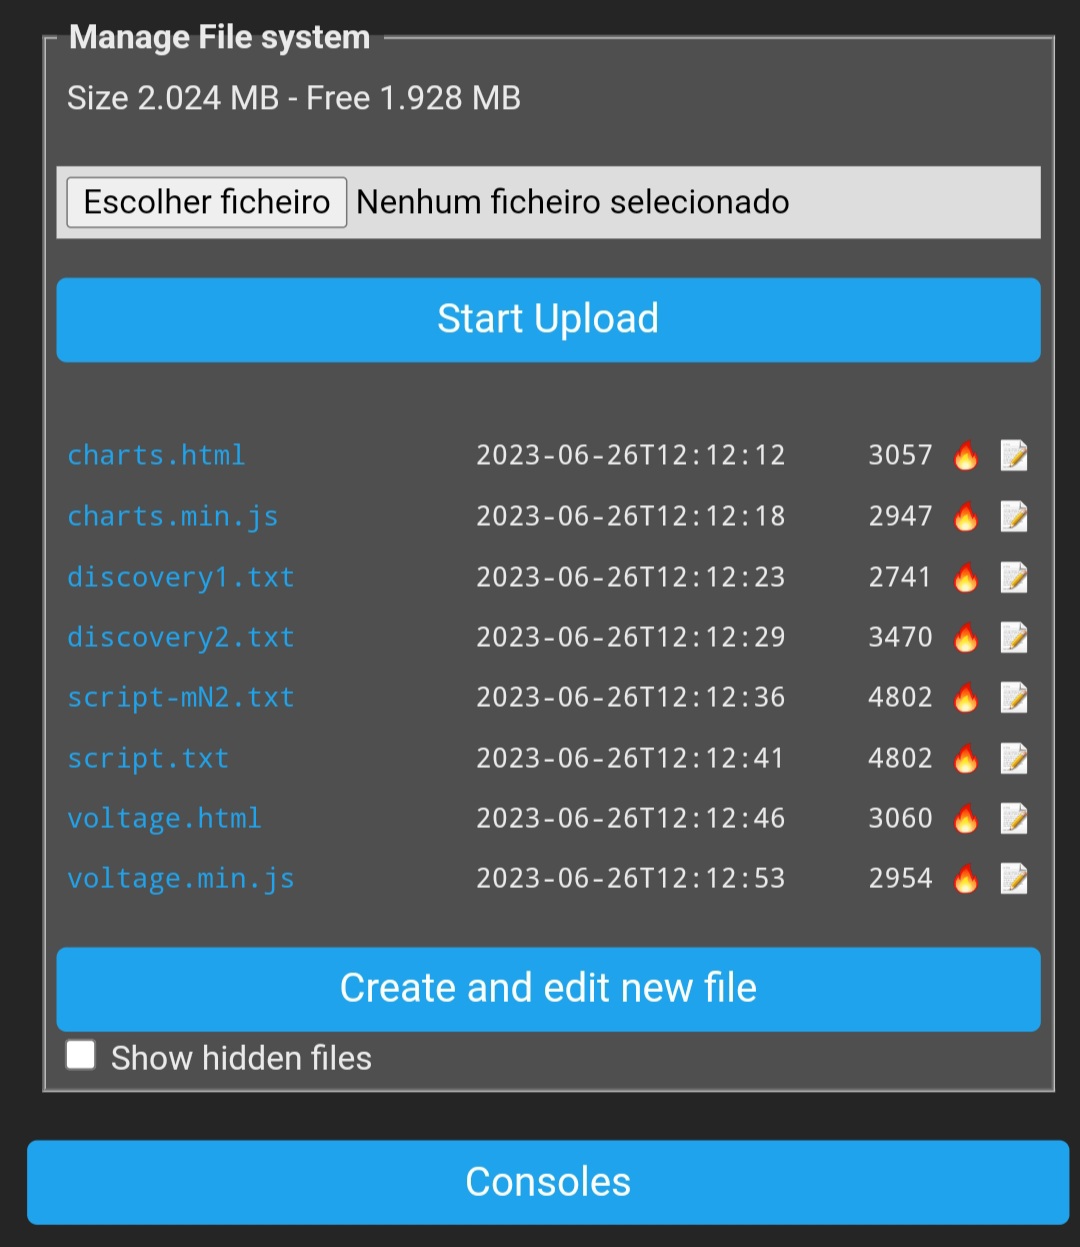 Manage File system
Size 2.024 MB - Free 1.928 MB
Escolher ficheiro Nenhum ficheiro selecionado
Start Upload
charts.html 2023-06-26T12:12:12 3057
charts.min.js 2023-06-26T12:12:18 2947
discovery1.txt 2023-06-26T12:12:23 2741
discovery2.txt 2023-06-26T12:12:29 3470
script-mN2.txt 2023-06-26T12:12:36 4802
script.txt 2023-06-26T12:12:41 4802
voltage.html 2023-06-26T12:12:46 3060
voltage.min.js 2023-06-26T12:12:53 2954
Create and edit new file
Show hidden files
Consoles